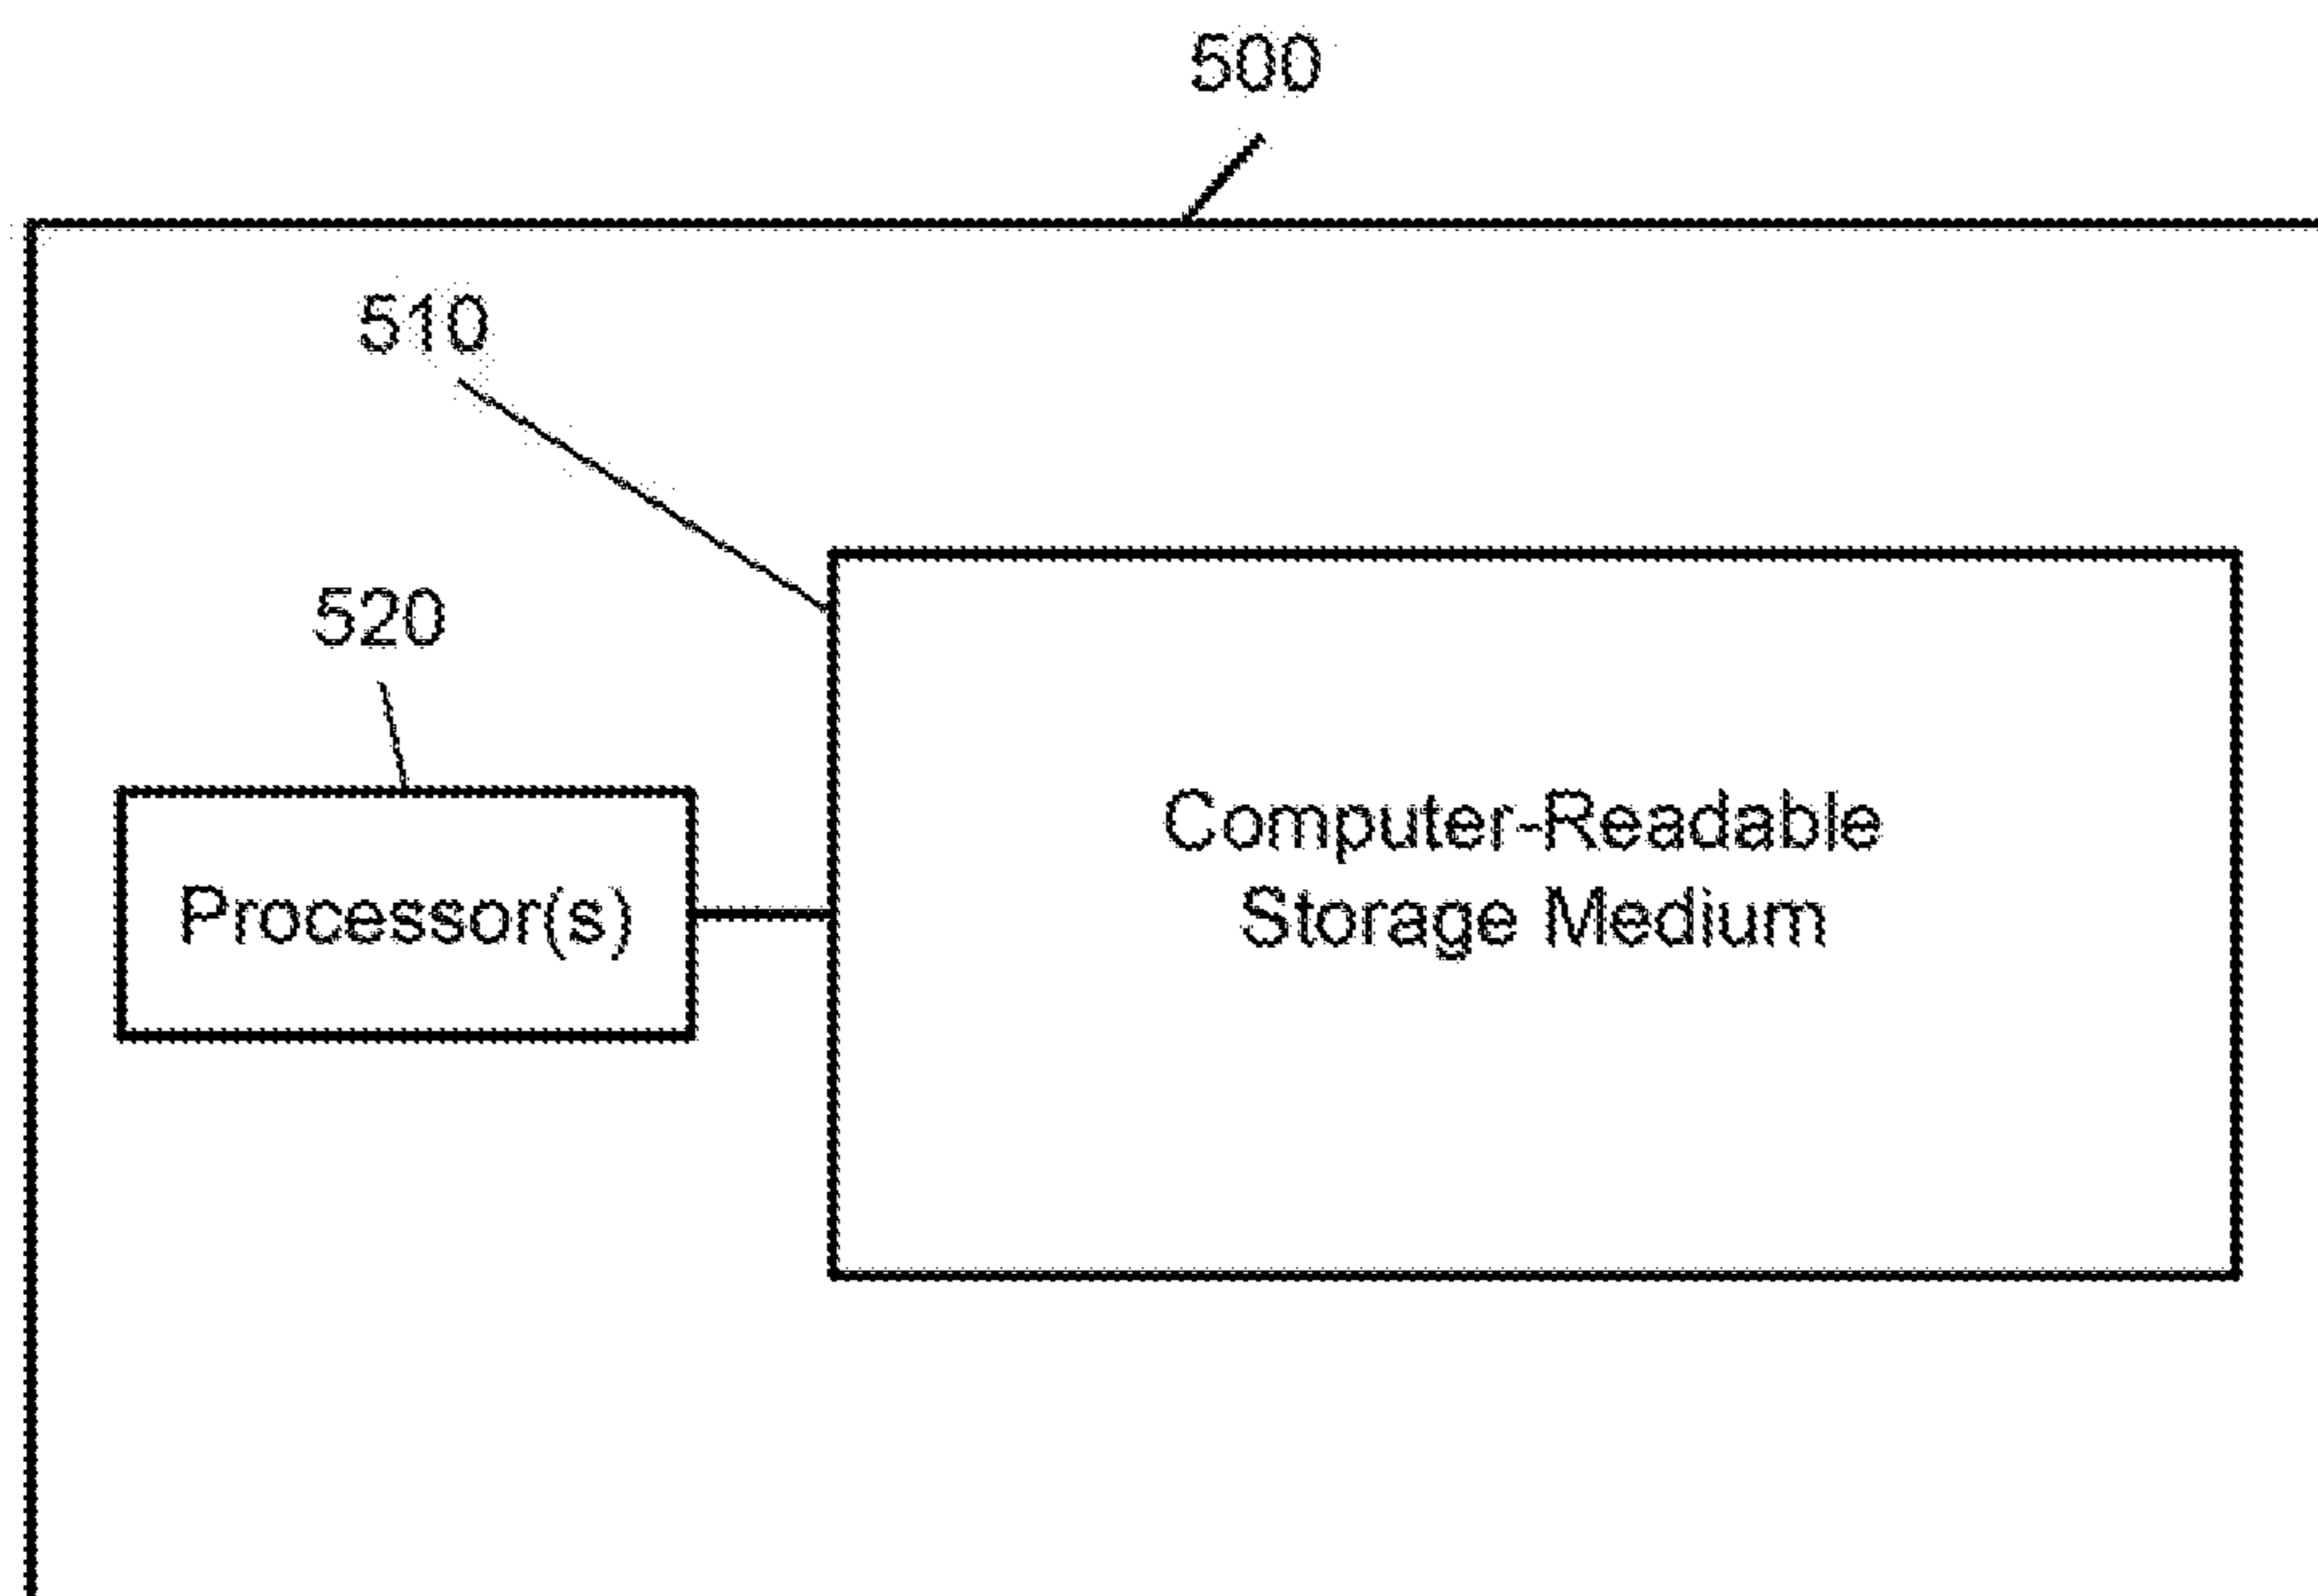 500
510
520
Processor(s)
Computer-Readable
Storage Medium